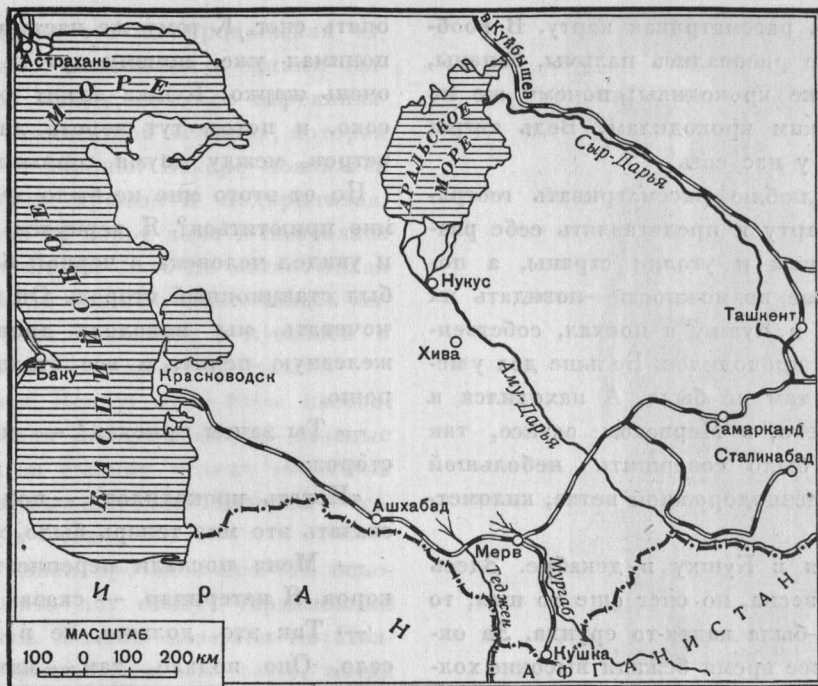 в Куйбышев
Астрахань
МОРЕ
АРАЛЬСКОЕ
МОРЕ
Сыр-Дарья
КАСПИЙСКОЕ
Нукус
Ташкент
Хива
Баку
Красноводск
Аму-Дарья
Самарканд
Сталинабад
Ашхабад
Мерв
Теджен
Мургаб
ИРАН
АФГАНИСТАН
Кушка
МАСШТАБ
100 0 100 200 км